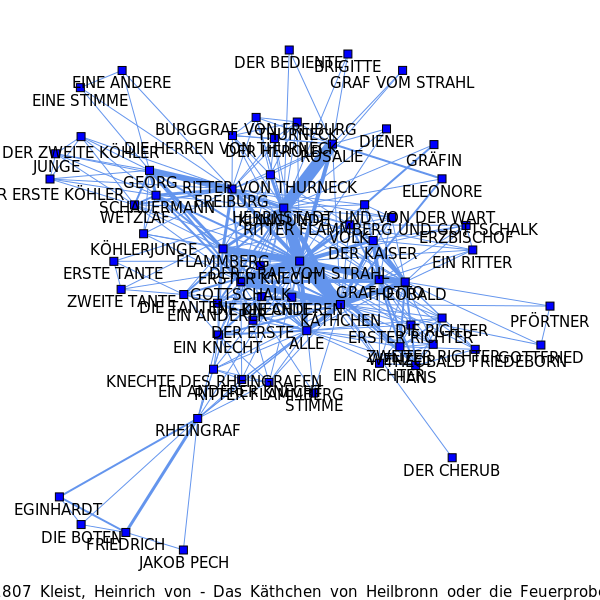 DER BEDIENTE
BRIGITTE
EINE ANDERE
GRAF VOM STRAHL
EINE STIMME
BURGGRAF VON FREIBURG
THURNECK
DIENER
DIE HERREN VON THURNECK
DER HEROLD
ROSALIE
DER ZWEITE KÖHLER
GRÄFIN
JUNGE
GEORG
RITTER VON THURNECK
ELEONORE
R ERSTE KÖHLER
FREIBURG
SCHAUERMANN
WETZLAF
HERRNSTADT UND VON DER WART
KUNIGUNDE
RITTER FLAMMBERG UND GOTTSCHALK
VOLK
ERZBISCHOF
KÖHLERJUNGE
DER KAISER
FLAMMBERG
EIN RITTER
ERSTE TANTE
DER GRAF VOM STRAHL
ERSTER KNECHT
GOTTSCHALK
GRAF OTTO
THEOBALD
ZWEITE TANTE
DIE TANTEN
EIN ANDERER
KÄTHCHEN
PFÖRTNER
DER ERSTE
DIE RICHTER
ERSTER RICHTER
ALLE
EIN KNECHT
ZWEITER RICHTER
GOTTFRIED
FRIEDEBORN
EIN RICHTER
HANS
KNECHTE DES RHEINGRAFEN
EIN ANDERER KNECHT
RITTER FLAMMBERG
STIMME
RHEINGRAF
DER CHERUB
EGINHARDT
DIE BOTEN
FRIEDRICH
JAKOB PECH
1807 Kleist, Heinrich von - Das Käthchen von Heilbronn oder die Feuerprobe